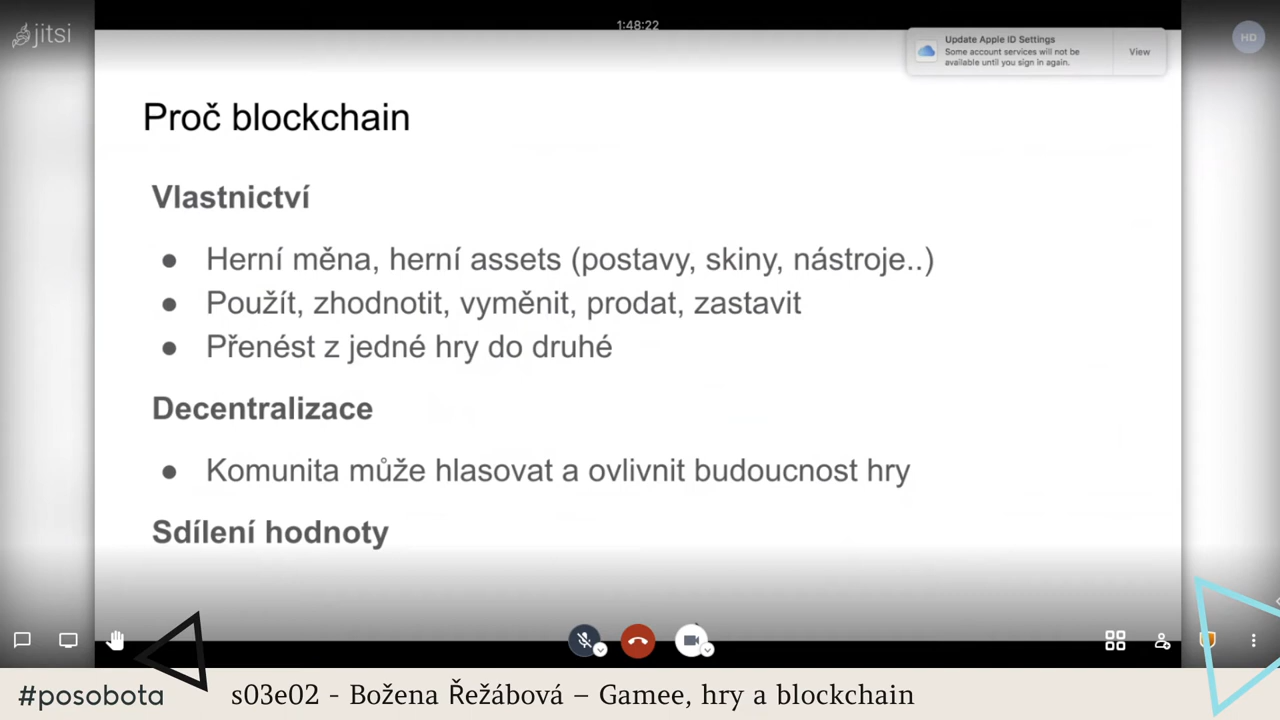 jitsi
1:48:22
HD
Update Apple ID Settings
Some account services will not be
available until you sign in again.
View
Proč blockchain
Vlastnictví
● Herní měna, herní assets (postavy, skiny, nástroje..)
● Použít, zhodnotit, vyměnit, prodat, zastavit
● Přenést z jedné hry do druhé
Decentralizace
● Komunita může hlasovat a ovlivnit budoucnost hry
Sdílení hodnoty
#posobota s03e02 - Božena Řežábová – Gamee, hry a blockchain